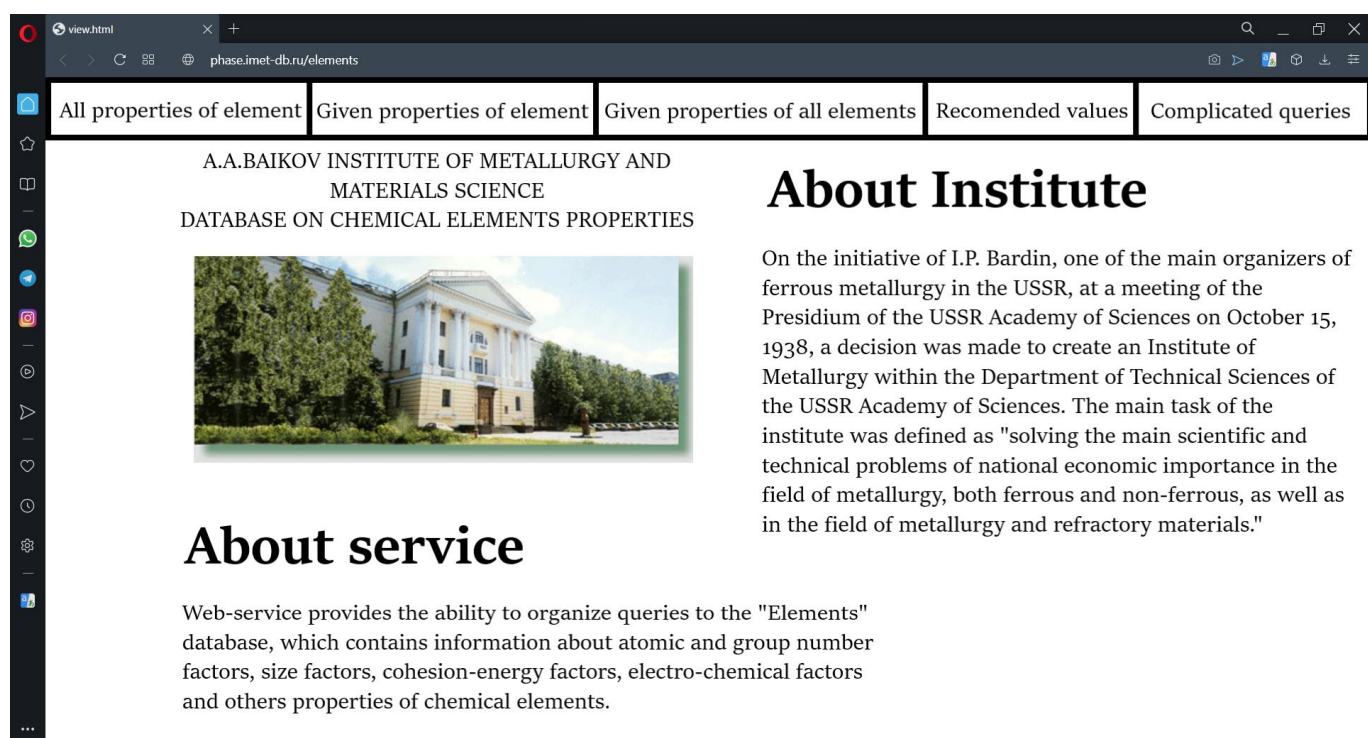 view.html
phase.imet-db.ru/elements
All properties of element
Given properties of element
Given properties of all elements
Recomended values
Complicated queries
A.A.BAIKOV INSTITUTE OF METALLURGY AND
MATERIALS SCIENCE
DATABASE ON CHEMICAL ELEMENTS PROPERTIES
About service
Web-service provides the ability to organize queries to the "Elements"
database, which contains information about atomic and group number
factors, size factors, cohesion-energy factors, electro-chemical factors
and others properties of chemical elements.
About Institute
On the initiative of I.P. Bardin, one of the main organizers of
ferrous metallurgy in the USSR, at a meeting of the
Presidium of the USSR Academy of Sciences on October 15,
1938, a decision was made to create an Institute of
Metallurgy within the Department of Technical Sciences of
the USSR Academy of Sciences. The main task of the
institute was defined as "solving the main scientific and
technical problems of national economic importance in the
field of metallurgy, both ferrous and non-ferrous, as well as
in the field of metallurgy and refractory materials."